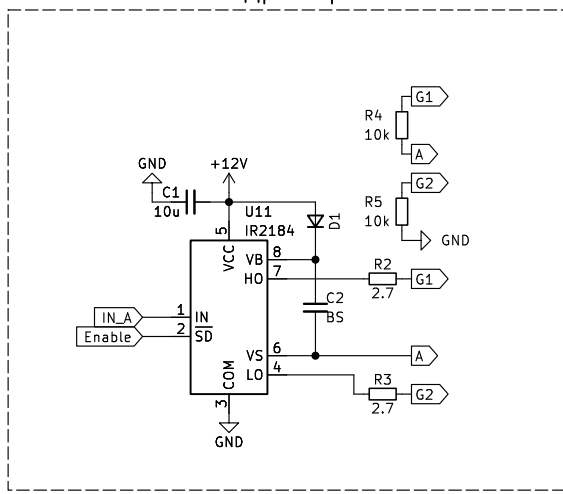 G1
R4
10k
A
G2
R5
10k
GND
GND
+12V
C1
10u
U11
IR2184
D1
5
VCC
VB 8
HO 7
R2
2.7
G1
C2
BS
IN_A 1 IN
Enable 2 SD
VS 6
A
LO 4
R3
2.7
G2
COM
3
GND